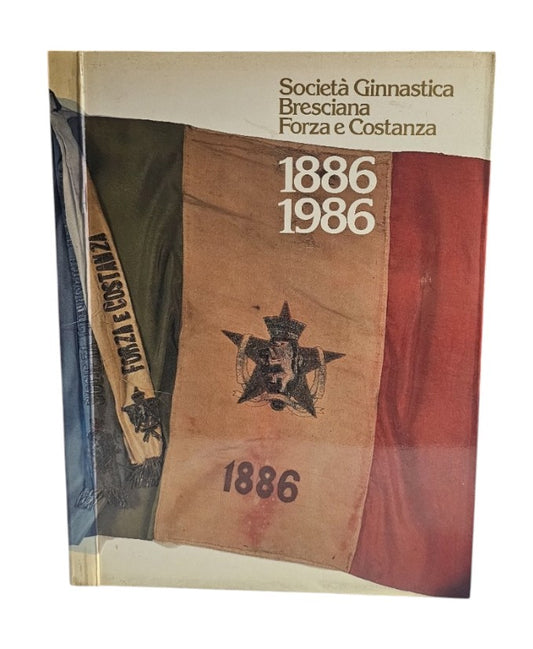 Società Ginnastica
Bresciana
Forza e Costanza
1886
1986
FORZA E COSTANZA
1886